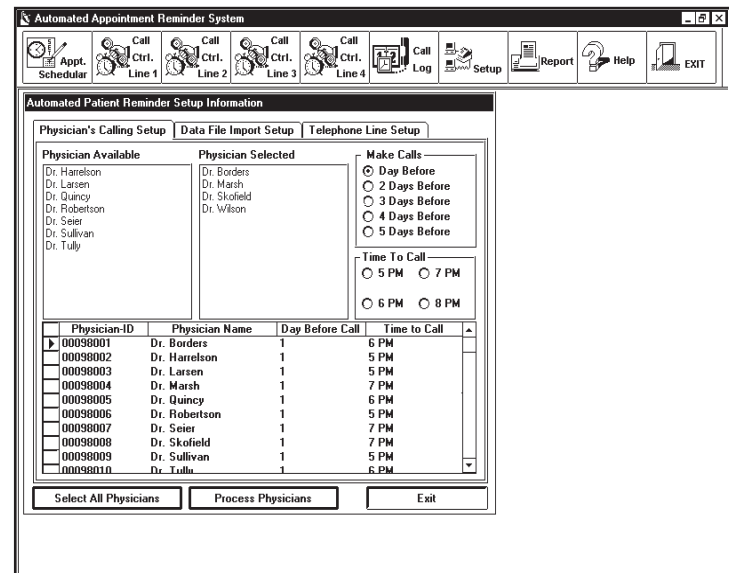 Automated Appointment Reminder System
Appt. Schedular
Call Ctrl. Line 1
Call Ctrl. Line 2
Call Ctrl. Line 3
Call Ctrl. Line 4
Call Log
Setup
Report
Help
EXIT
Automated Patient Reminder Setup Information
Physician's Calling Setup Data File Import Setup Telephone Line Setup
Physician Available
Dr. Harrelson
Dr. Larsen
Dr. Quincy
Dr. Robertson
Dr. Seier
Dr. Sullivan
Dr. Tully
Physician Selected
Dr. Borders
Dr. Marsh
Dr. Skofield
Dr. Wilson
Make Calls
Day Before
2 Days Before
3 Days Before
4 Days Before
5 Days Before
Time To Call
5 PM 7 PM
6 PM 8 PM
Physician-ID Physician Name Day Before Call Time to Call
00098001 Dr. Borders 1 6 PM
00098002 Dr. Harrelson 1 5 PM
00098003 Dr. Larsen 1 5 PM
00098004 Dr. Marsh 1 7 PM
00098005 Dr. Quincy 1 6 PM
00098006 Dr. Robertson 1 5 PM
00098007 Dr. Seier 1 7 PM
00098008 Dr. Skofield 1 7 PM
00098009 Dr. Sullivan 1 5 PM
00098010 Dr. Tully 1 6 PM
Select All Physicians Process Physicians Exit